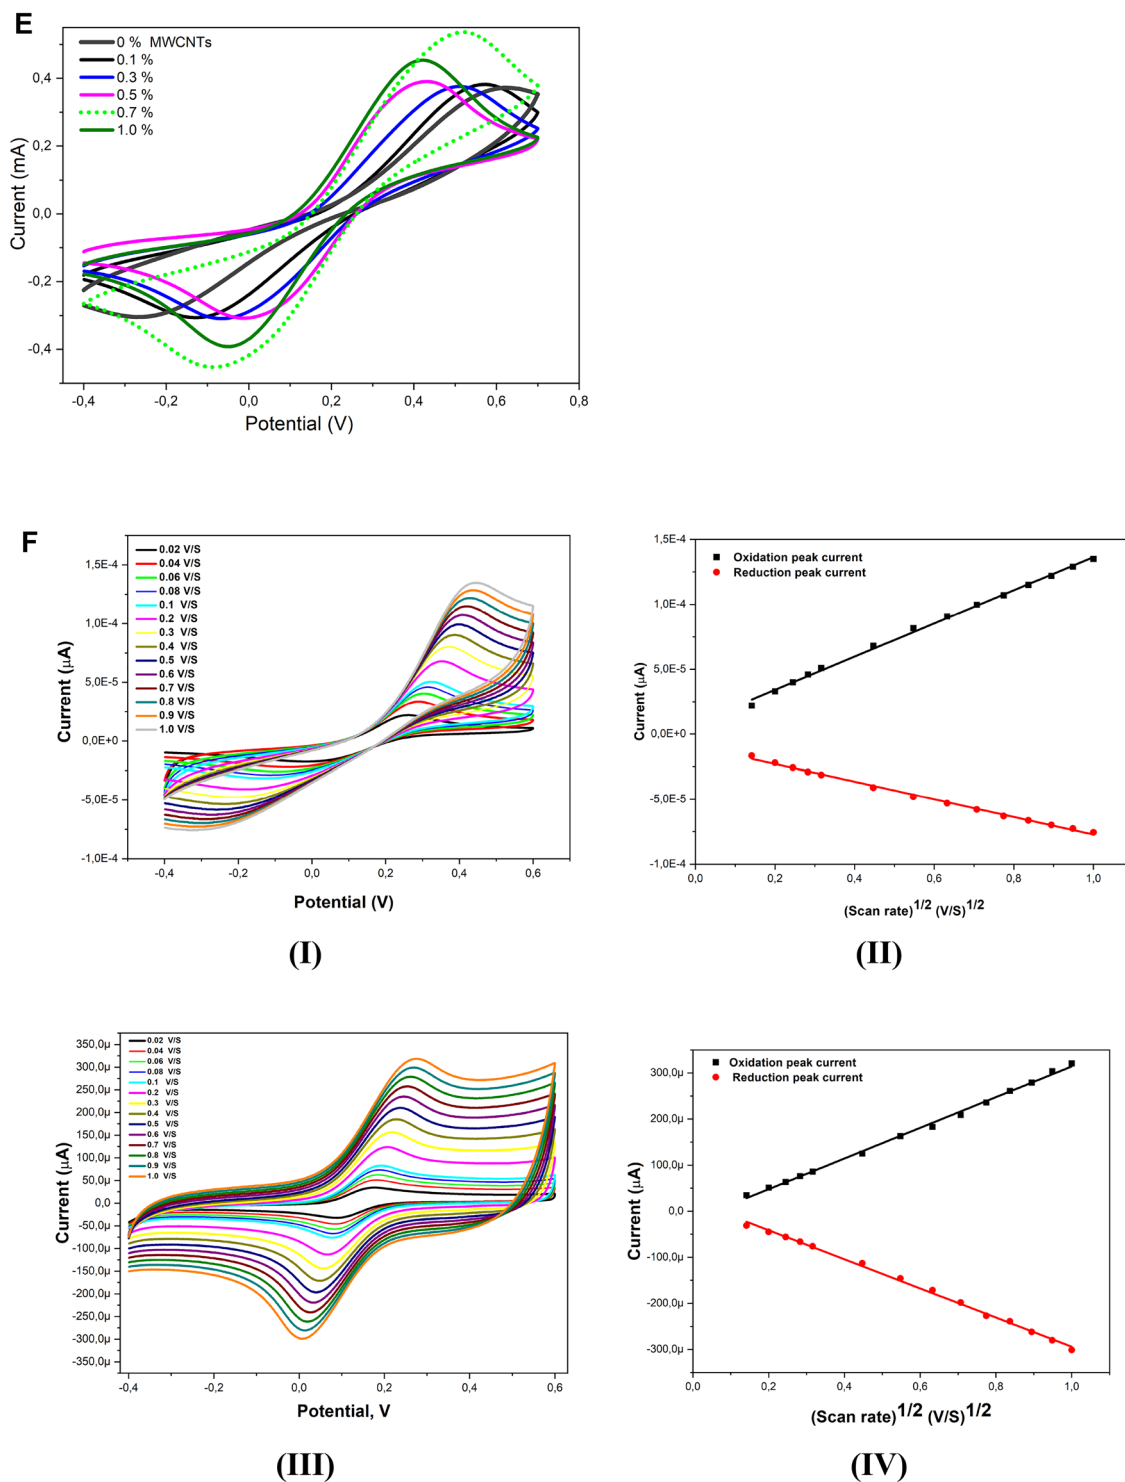 E
0 % MWCNTs
0.1 %
0.3 %
0.5 %
0.7 %
1.0 %
0,4
0,2
0,0
-0,2
-0,4
Current (mA)
-0,4 -0,2 0,0 0,2 0,4 0,6 0,8
Potential (V)
F
0.02 V/S
0.04 V/S
0.06 V/S
0.08 V/S
0.1 V/S
0.2 V/S
0.3 V/S
0.4 V/S
0.5 V/S
0.6 V/S
0.7 V/S
0.8 V/S
0.9 V/S
1.0 V/S
1,5E-4
1,0E-4
5,0E-5
0,0E+0
-5,0E-5
-1,0E-4
Current (µA)
-0,4 -0,2 0,0 0,2 0,4 0,6
Potential (V)
(I)
Oxidation peak current
Reduction peak current
1,5E-4
1,0E-4
5,0E-5
0,0E+0
-5,0E-5
-1,0E-4
Current (µA)
0,0 0,2 0,4 0,6 0,8 1,0
(Scan rate)1/2 (V/S)1/2
(II)
0.02 V/S
0.04 V/S
0.06 V/S
0.08 V/S
0.1 V/S
0.2 V/S
0.3 V/S
0.4 V/S
0.5 V/S
0.6 V/S
0.7 V/S
0.8 V/S
0.9 V/S
1.0 V/S
350,0µ
300,0µ
250,0µ
200,0µ
150,0µ
100,0µ
50,0µ
0,0
-50,0µ
-100,0µ
-150,0µ
-200,0µ
-250,0µ
-300,0µ
-350,0µ
Current (µA)
-0,4 -0,2 0,0 0,2 0,4 0,6
Potential, V
(III)
Oxidation peak current
Reduction peak current
300,0µ
200,0µ
100,0µ
0,0
-100,0µ
-200,0µ
-300,0µ
Current (µA)
0,0 0,2 0,4 0,6 0,8 1,0
(Scan rate)1/2 (V/S)1/2
(IV)